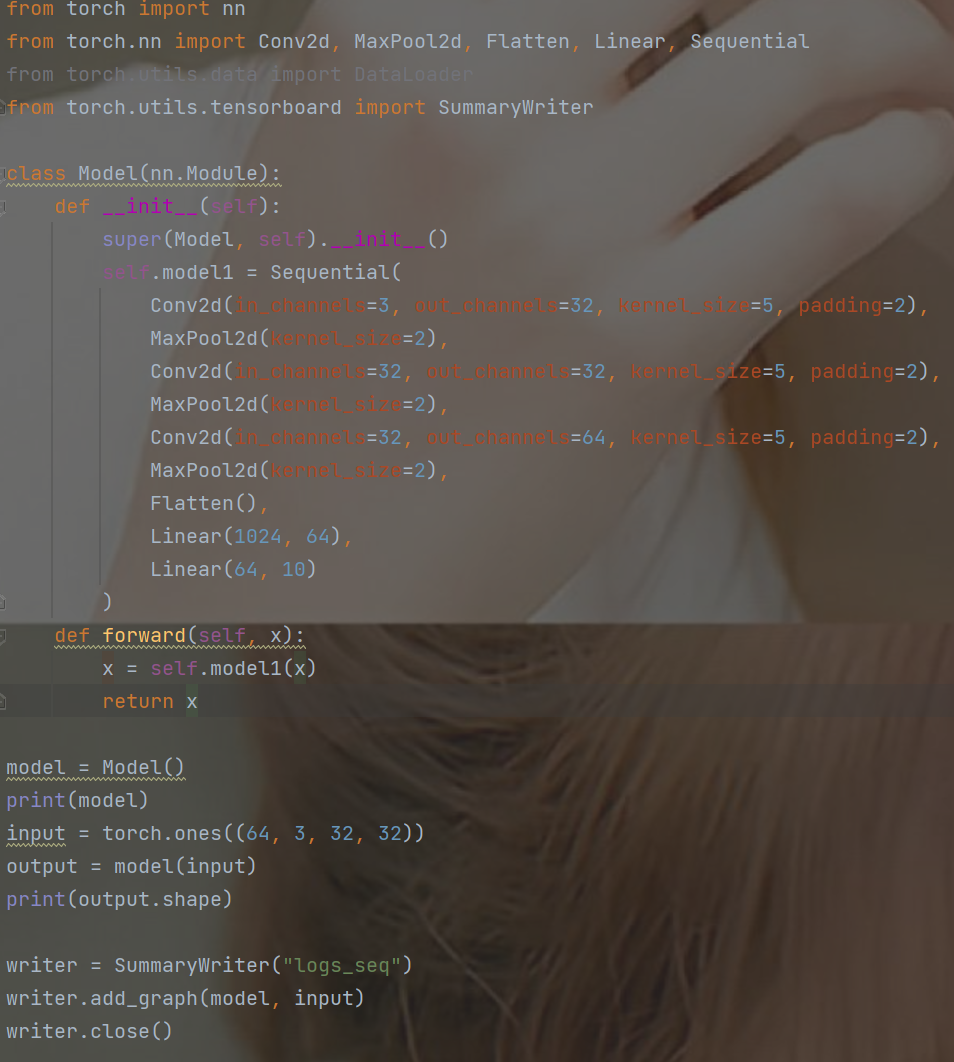 from torch import nn
from torch.nn import Conv2d, MaxPool2d, Flatten, Linear, Sequential
from torch.utils.data import DataLoader
from torch.utils.tensorboard import SummaryWriter
class Model(nn.Module):
def __init__(self):
super(Model, self).__init__()
self.model1 = Sequential(
Conv2d(in_channels=3, out_channels=32, kernel_size=5, padding=2),
MaxPool2d(kernel_size=2),
Conv2d(in_channels=32, out_channels=32, kernel_size=5, padding=2),
MaxPool2d(kernel_size=2),
Conv2d(in_channels=32, out_channels=64, kernel_size=5, padding=2),
MaxPool2d(kernel_size=2),
Flatten(),
Linear(1024, 64),
Linear(64, 10)
)
def forward(self, x):
x = self.model1(x)
return x
model = Model()
print(model)
input = torch.ones((64, 3, 32, 32))
output = model(input)
print(output.shape)
writer = SummaryWriter("logs_seq")
writer.add_graph(model, input)
writer.close()